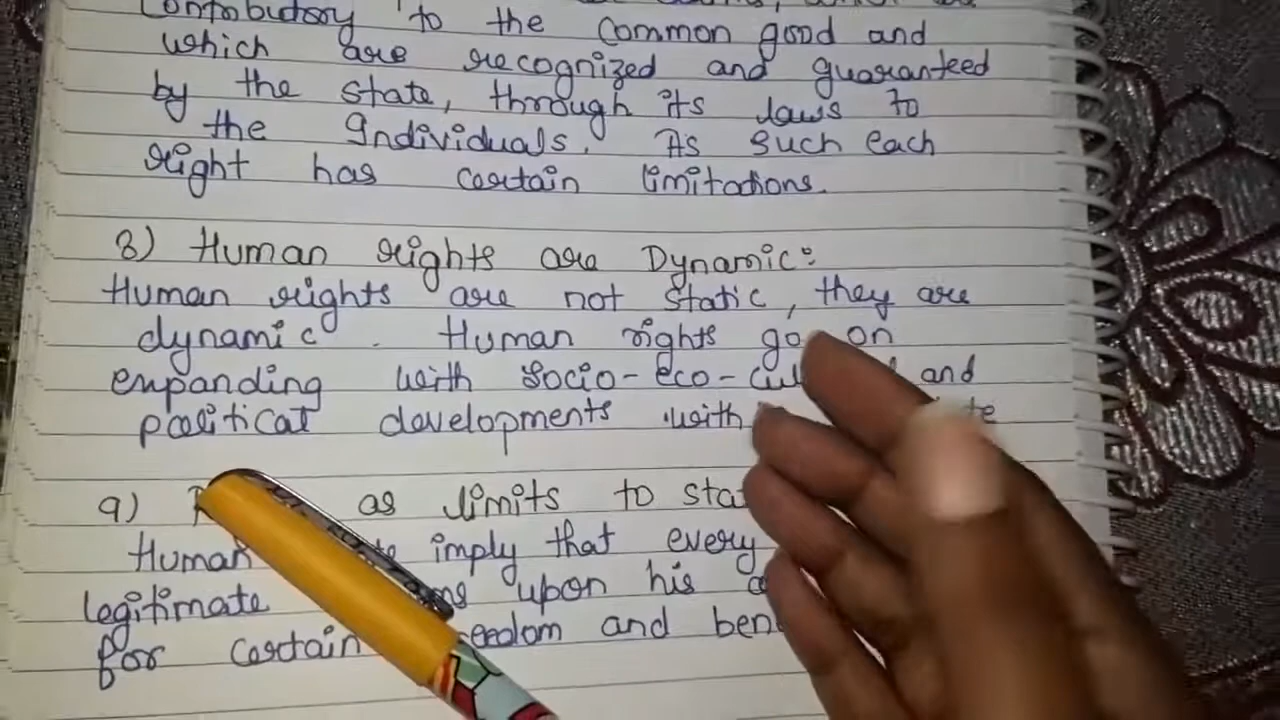 Contributory to the common good and
which are recognized and guaranteed
by the state, through its laws to
the Individuals. As such each
right has certain limitations.
8) Human rights are Dynamic:
Human rights are not static, they are
dynamic. Human rights go on
expanding with socio-eco- and
political developments with
9) as limits to
Human imply that every
legitimate upon his
for certain and